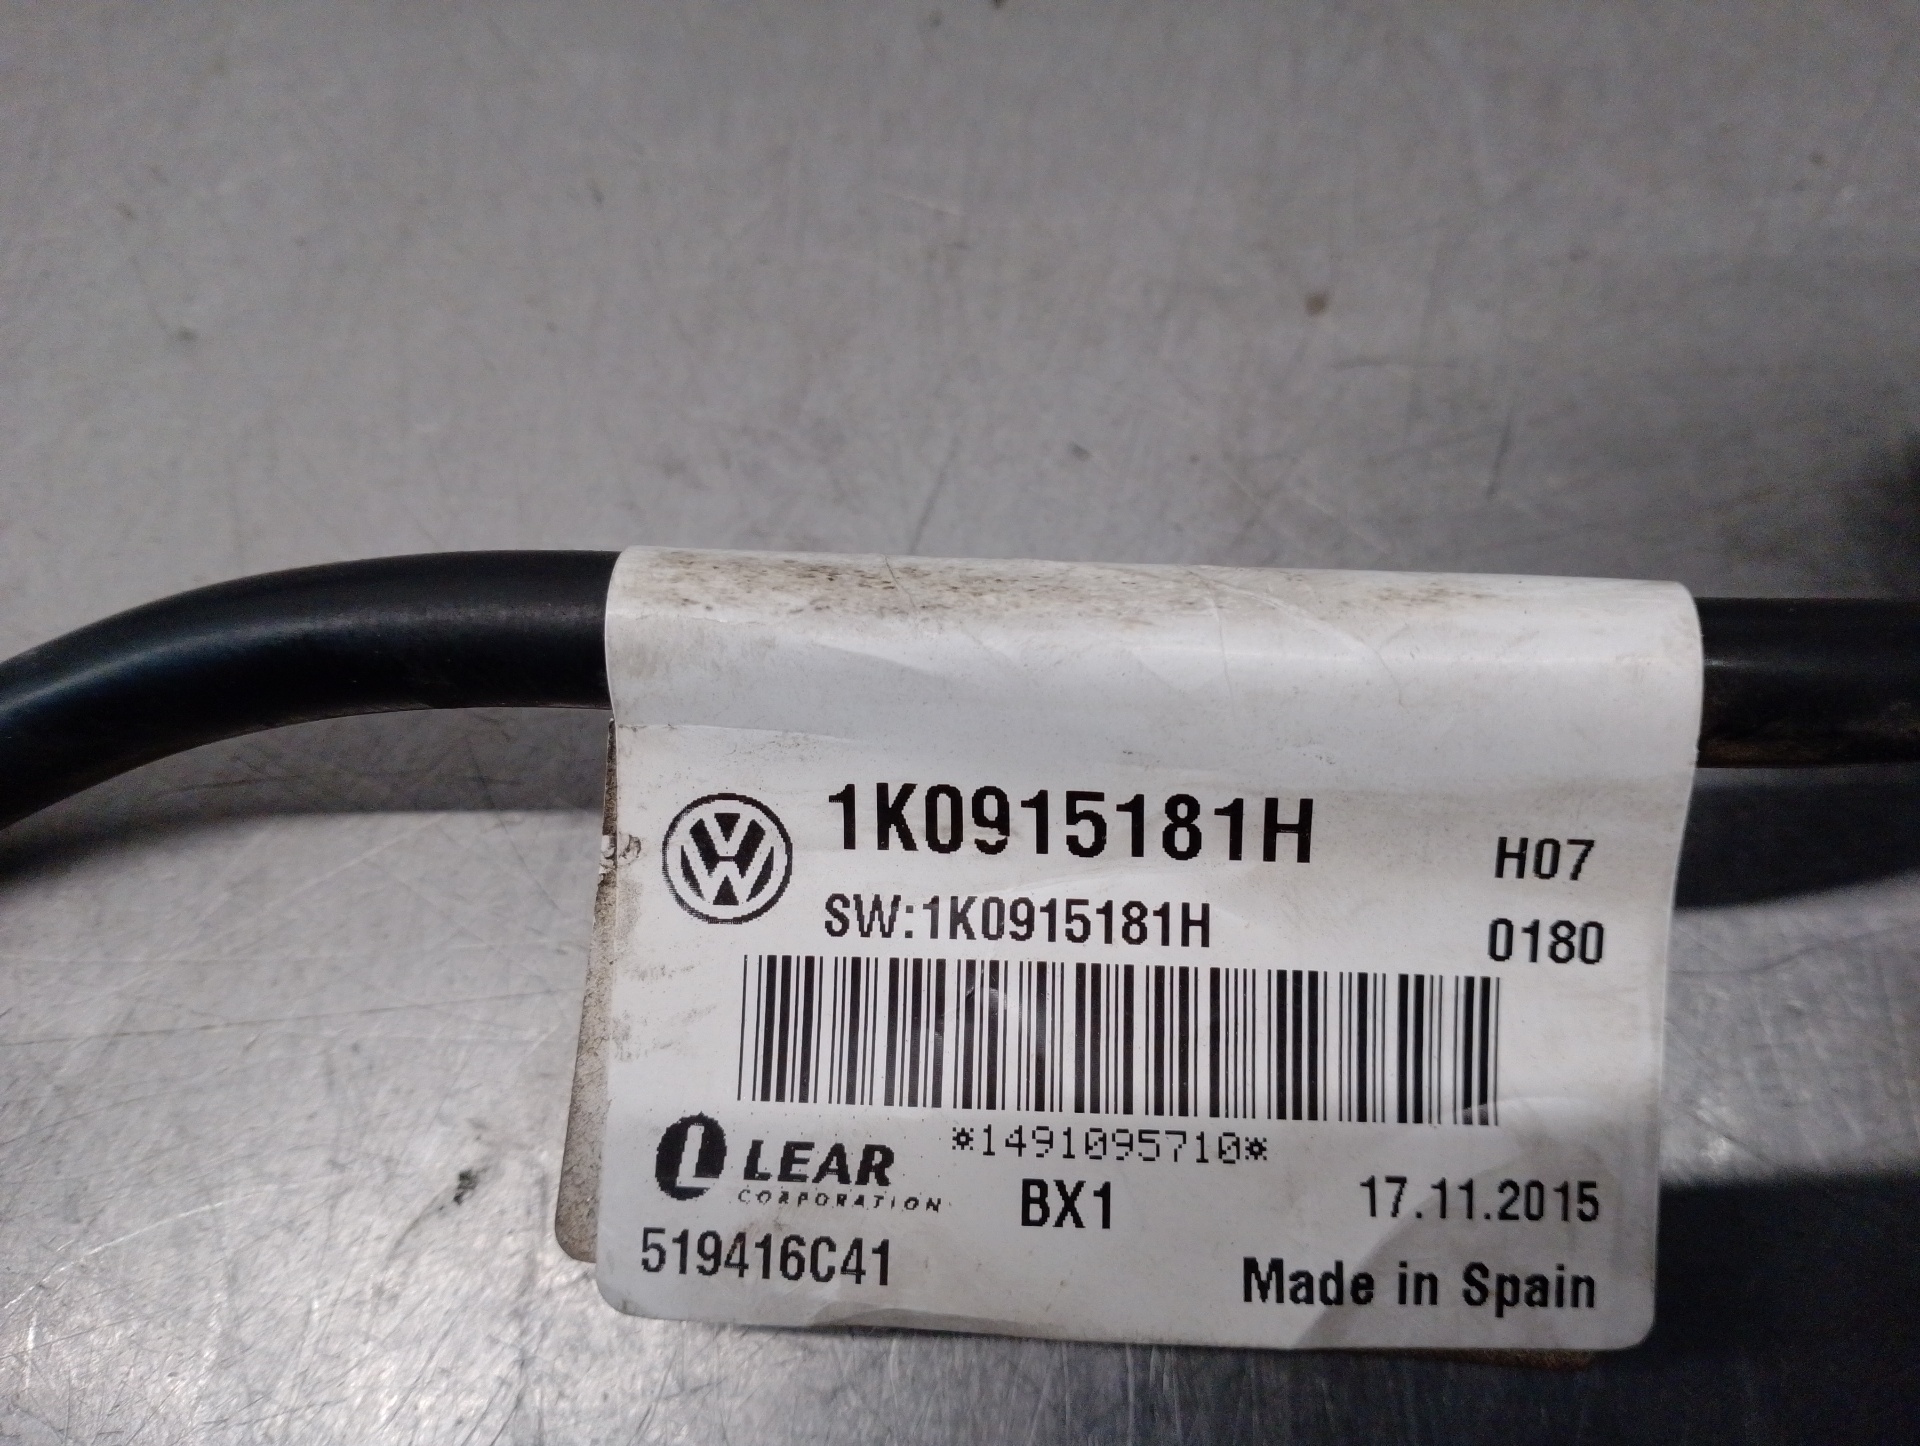 1K0915181H
H07
SW:1K0915181H
0180
*1491095710*
LEAR
CORPORATION
BX1
17.11.2015
519416C41
Made in Spain